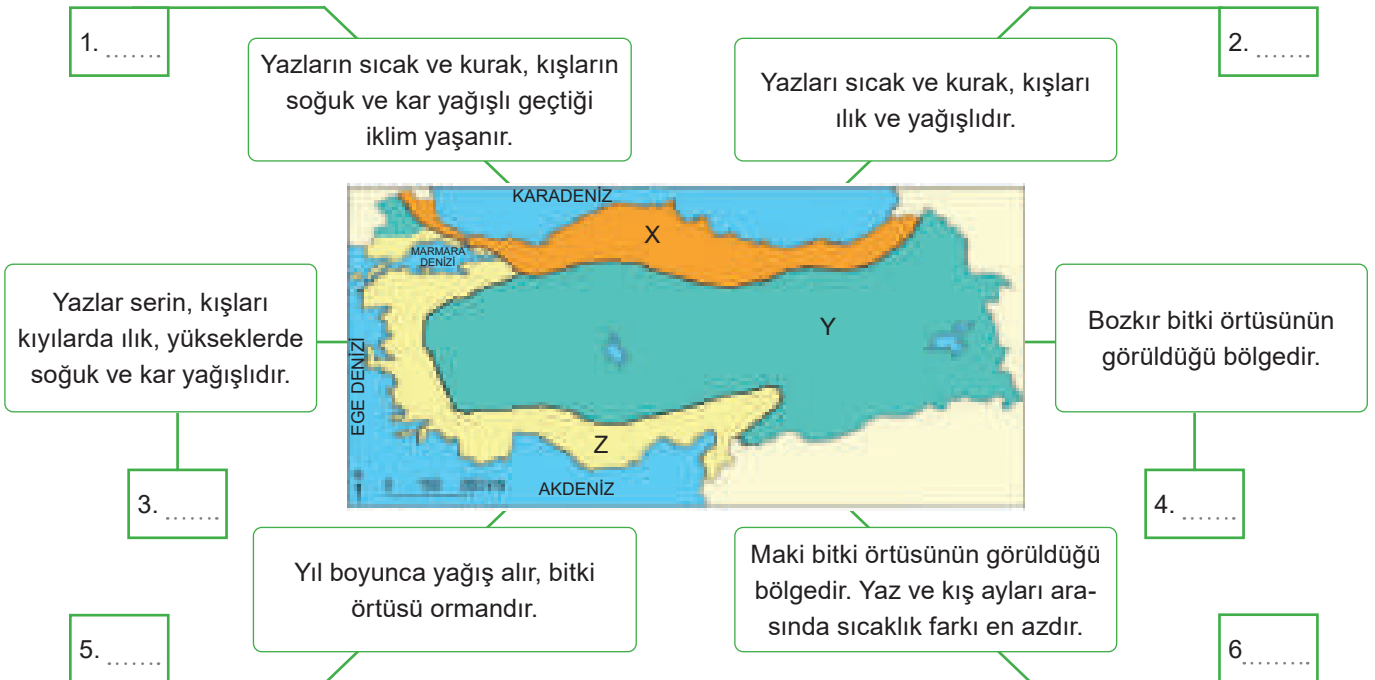 1. .......
Yazların sıcak ve kurak, kışların
soğuk ve kar yağışlı geçtiği
iklim yaşanır.
Yazları sıcak ve kurak, kışları
ılık ve yağışlıdır.
2. .......
KARADENİZ
X
MARMARA
DENİZİ
Yazlar serin, kışları
kıyılarda ılık, yükseklerde
soğuk ve kar yağışlıdır.
EGE DENİZİ
Y
Bozkır bitki örtüsünün
görüldüğü bölgedir.
Z
AKDENİZ
3. .......
4. .......
Yıl boyunca yağış alır, bitki
örtüsü ormandır.
Maki bitki örtüsünün görüldüğü
bölgedir. Yaz ve kış ayları ara-
sında sıcaklık farkı en azdır.
5. .......
6.........